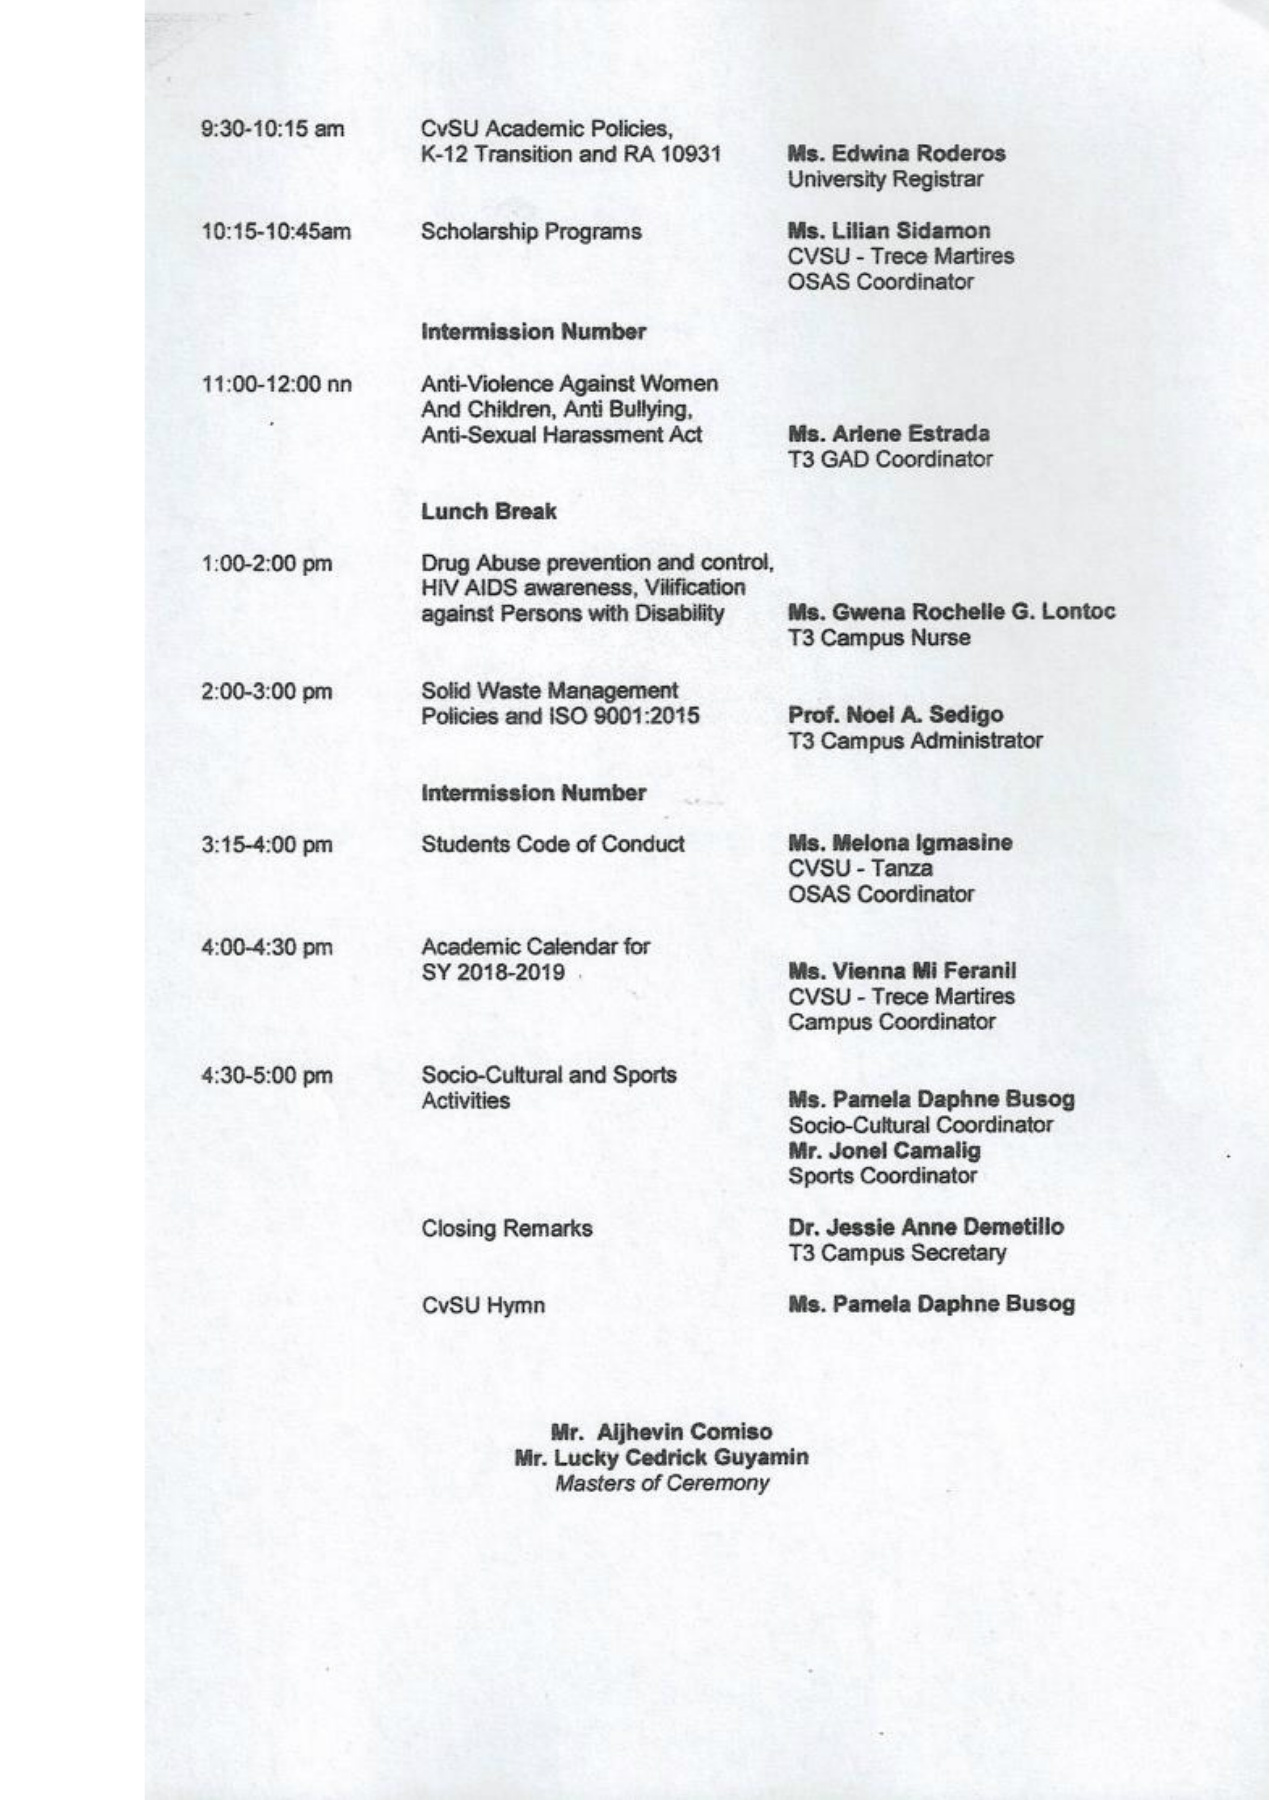 9:30-10:15 am CvSU Academic Policies,
K-12 Transition and RA 10931 Ms. Edwina Roderos
University Registrar
10:15-10:45am Scholarship Programs Ms. Lilian Sidamon
CVSU - Trece Martires
OSAS Coordinator
Intermission Number
11:00-12:00 nn Anti-Violence Against Women
And Children, Anti Bullying,
Anti-Sexual Harassment Act Ms. Arlene Estrada
T3 GAD Coordinator
Lunch Break
1:00-2:00 pm Drug Abuse prevention and control,
HIV AIDS awareness, Vilification
against Persons with Disability Ms. Gwena Rochelle G. Lontoc
T3 Campus Nurse
2:00-3:00 pm Solid Waste Management
Policies and ISO 9001:2015 Prof. Noel A. Sedigo
T3 Campus Administrator
Intermission Number
3:15-4:00 pm Students Code of Conduct Ms. Melona Igmasine
CVSU - Tanza
OSAS Coordinator
4:00-4:30 pm Academic Calendar for
SY 2018-2019 Ms. Vienna Mi Feranil
CVSU - Trece Martires
Campus Coordinator
4:30-5:00 pm Socio-Cultural and Sports
Activities Ms. Pamela Daphne Busog
Socio-Cultural Coordinator
Mr. Jonel Camalig
Sports Coordinator
Closing Remarks Dr. Jessie Anne Demetillo
T3 Campus Secretary
CvSU Hymn Ms. Pamela Daphne Busog
Mr. Aljhevin Comiso
Mr. Lucky Cedrick Guyamin
Masters of Ceremony